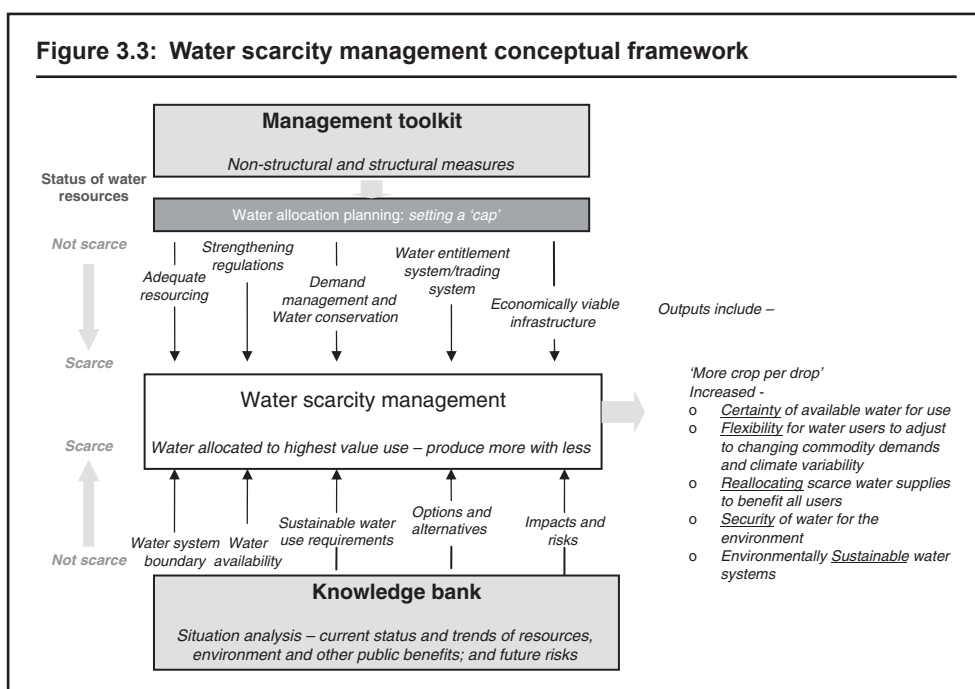 Figure 3.3: Water scarcity management conceptual framework
Management toolkit
Non-structural and structural measures
Status of water
resources
Water allocation planning: setting a 'cap'
Not scarce
Scarce
Adequate
resourcing
Strengthening
regulations
Demand
management and
Water conservation
Water entitlement
system/trading
system
Economically viable
infrastructure
Outputs include –
Water scarcity management
Water allocated to highest value use – produce more with less
'More crop per drop'
Increased -
o Certainty of available water for use
o Flexibility for water users to adjust
to changing commodity demands
and climate variability
o Reallocating scarce water supplies
to benefit all users
o Security of water for the
environment
o Environmentally Sustainable water
systems
Scarce
Not scarce
Water system
boundary
Water
availability
Sustainable water
use requirements
Options and
alternatives
Impacts and
risks
Knowledge bank
Situation analysis – current status and trends of resources,
environment and other public benefits; and future risks